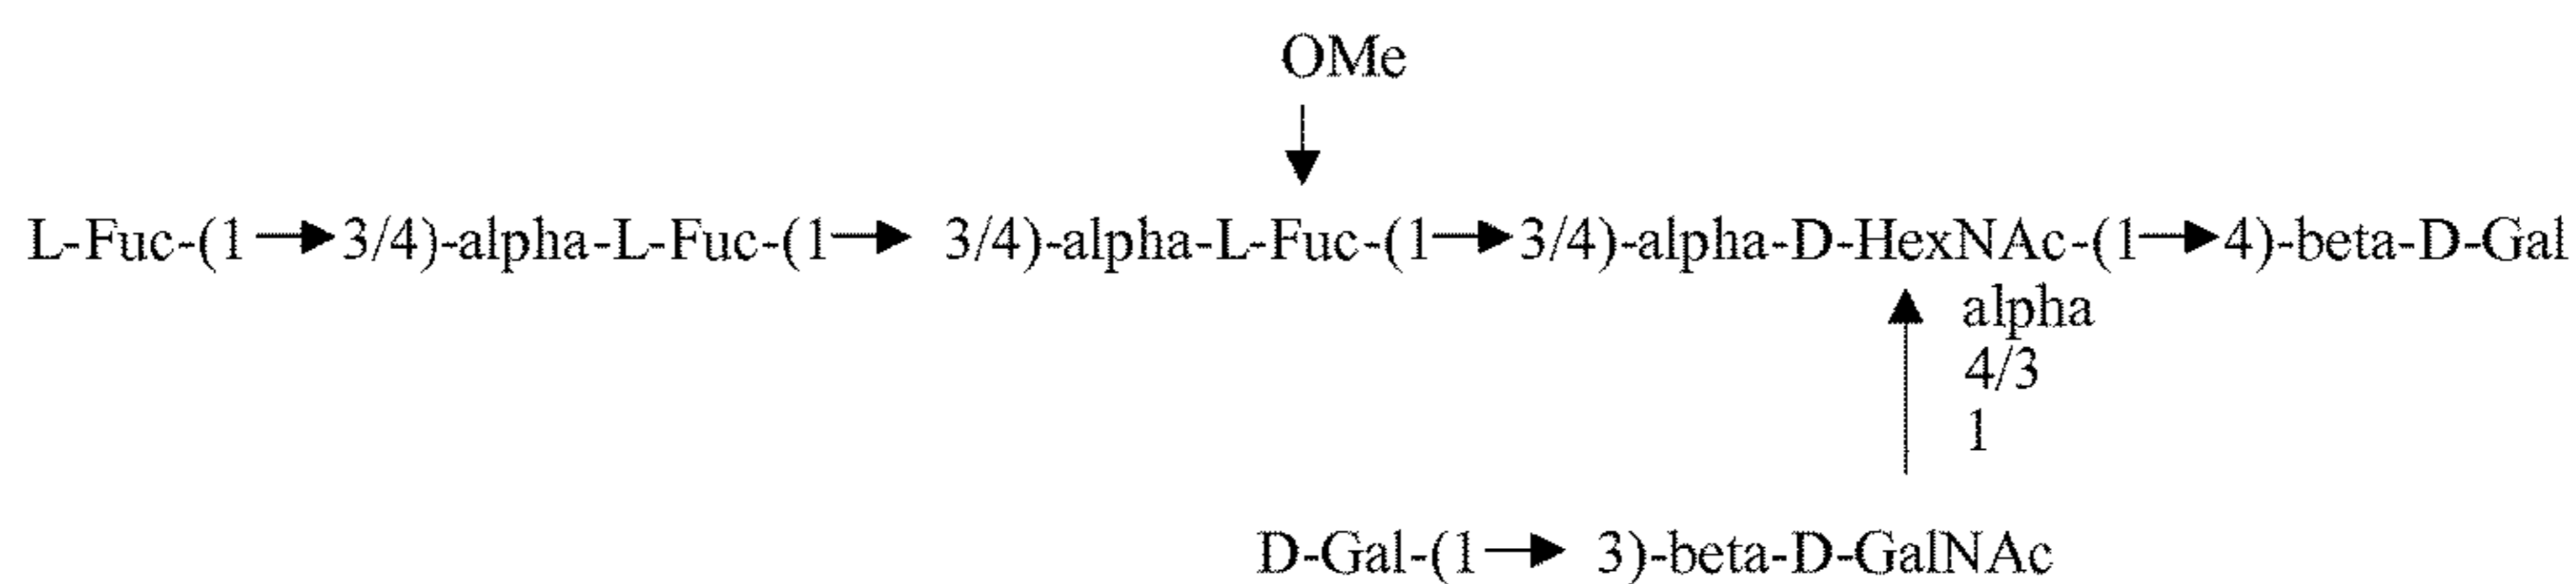 OMe
L-Fuc-(1→3/4)-alpha-L-Fuc-(1→ 3/4)-alpha-L-Fuc-(1→3/4)-alpha-D-HexNAc-(1→4)-beta-D-Gal
alpha
4/3
1
D-Gal-(1→ 3)-beta-D-GalNAc